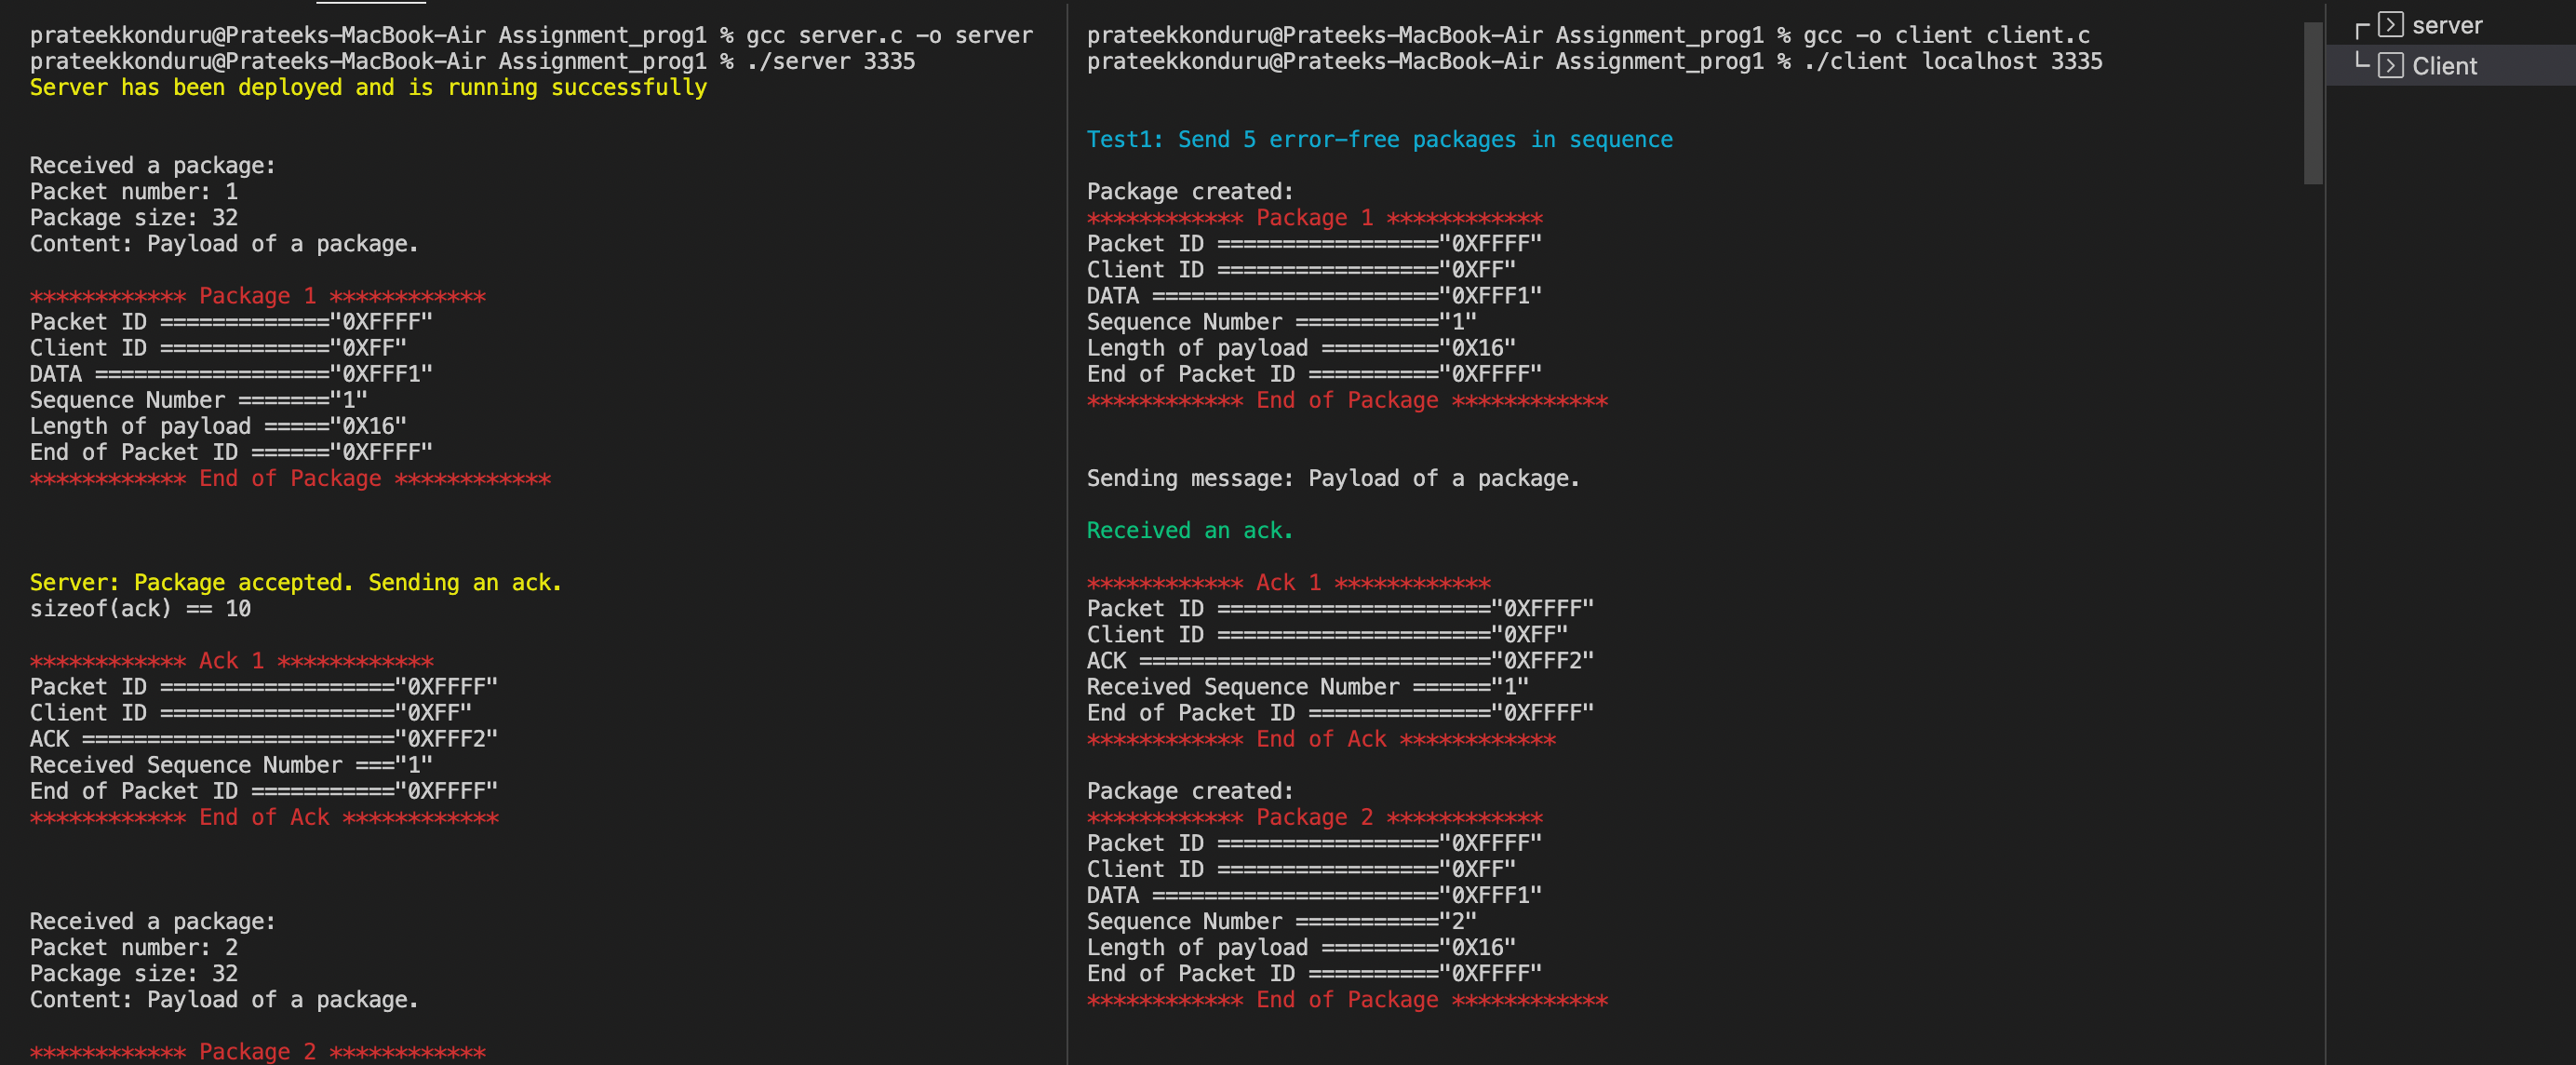 prateekkonduru@Prateeks-MacBook-Air Assignment_prog1 % gcc server.c -o server
prateekkonduru@Prateeks-MacBook-Air Assignment_prog1 % ./server 3335
Server has been deployed and is running successfully
Received a package:
Packet number: 1
Package size: 32
Content: Payload of a package.
************ Package 1 ************
Packet ID ============="0XFFFF"
Client ID ============="0XFF"
DATA =================="0XFFF1"
Sequence Number ======="1"
Length of payload ====="0X16"
End of Packet ID ======"0XFFFF"
************ End of Package ************
Server: Package accepted. Sending an ack.
sizeof(ack) == 10
************ Ack 1 ************
Packet ID =================="0XFFFF"
Client ID =================="0XFF"
ACK ========================"0XFFF2"
Received Sequence Number ==="1"
End of Packet ID ==========="0XFFFF"
************ End of Ack ************
Received a package:
Packet number: 2
Package size: 32
Content: Payload of a package.
************ Package 2 ************
prateekkonduru@Prateeks-MacBook-Air Assignment_prog1 % gcc -o client client.c
prateekkonduru@Prateeks-MacBook-Air Assignment_prog1 % ./client localhost 3335
Test1: Send 5 error-free packages in sequence
Package created:
************ Package 1 ************
Packet ID ================="0XFFFF"
Client ID ================="0XFF"
DATA ======================"0XFFF1"
Sequence Number ==========="1"
Length of payload ========="0X16"
End of Packet ID =========="0XFFFF"
************ End of Package ************
Sending message: Payload of a package.
Received an ack.
************ Ack 1 ************
Packet ID ====================="0XFFFF"
Client ID ====================="0XFF"
ACK ==========================="0XFFF2"
Received Sequence Number ======"1"
End of Packet ID =============="0XFFFF"
************ End of Ack ************
Package created:
************ Package 2 ************
Packet ID ================="0XFFFF"
Client ID ================="0XFF"
DATA ======================"0XFFF1"
Sequence Number ==========="2"
Length of payload ========="0X16"
End of Packet ID =========="0XFFFF"
************ End of Package ************
server
Client